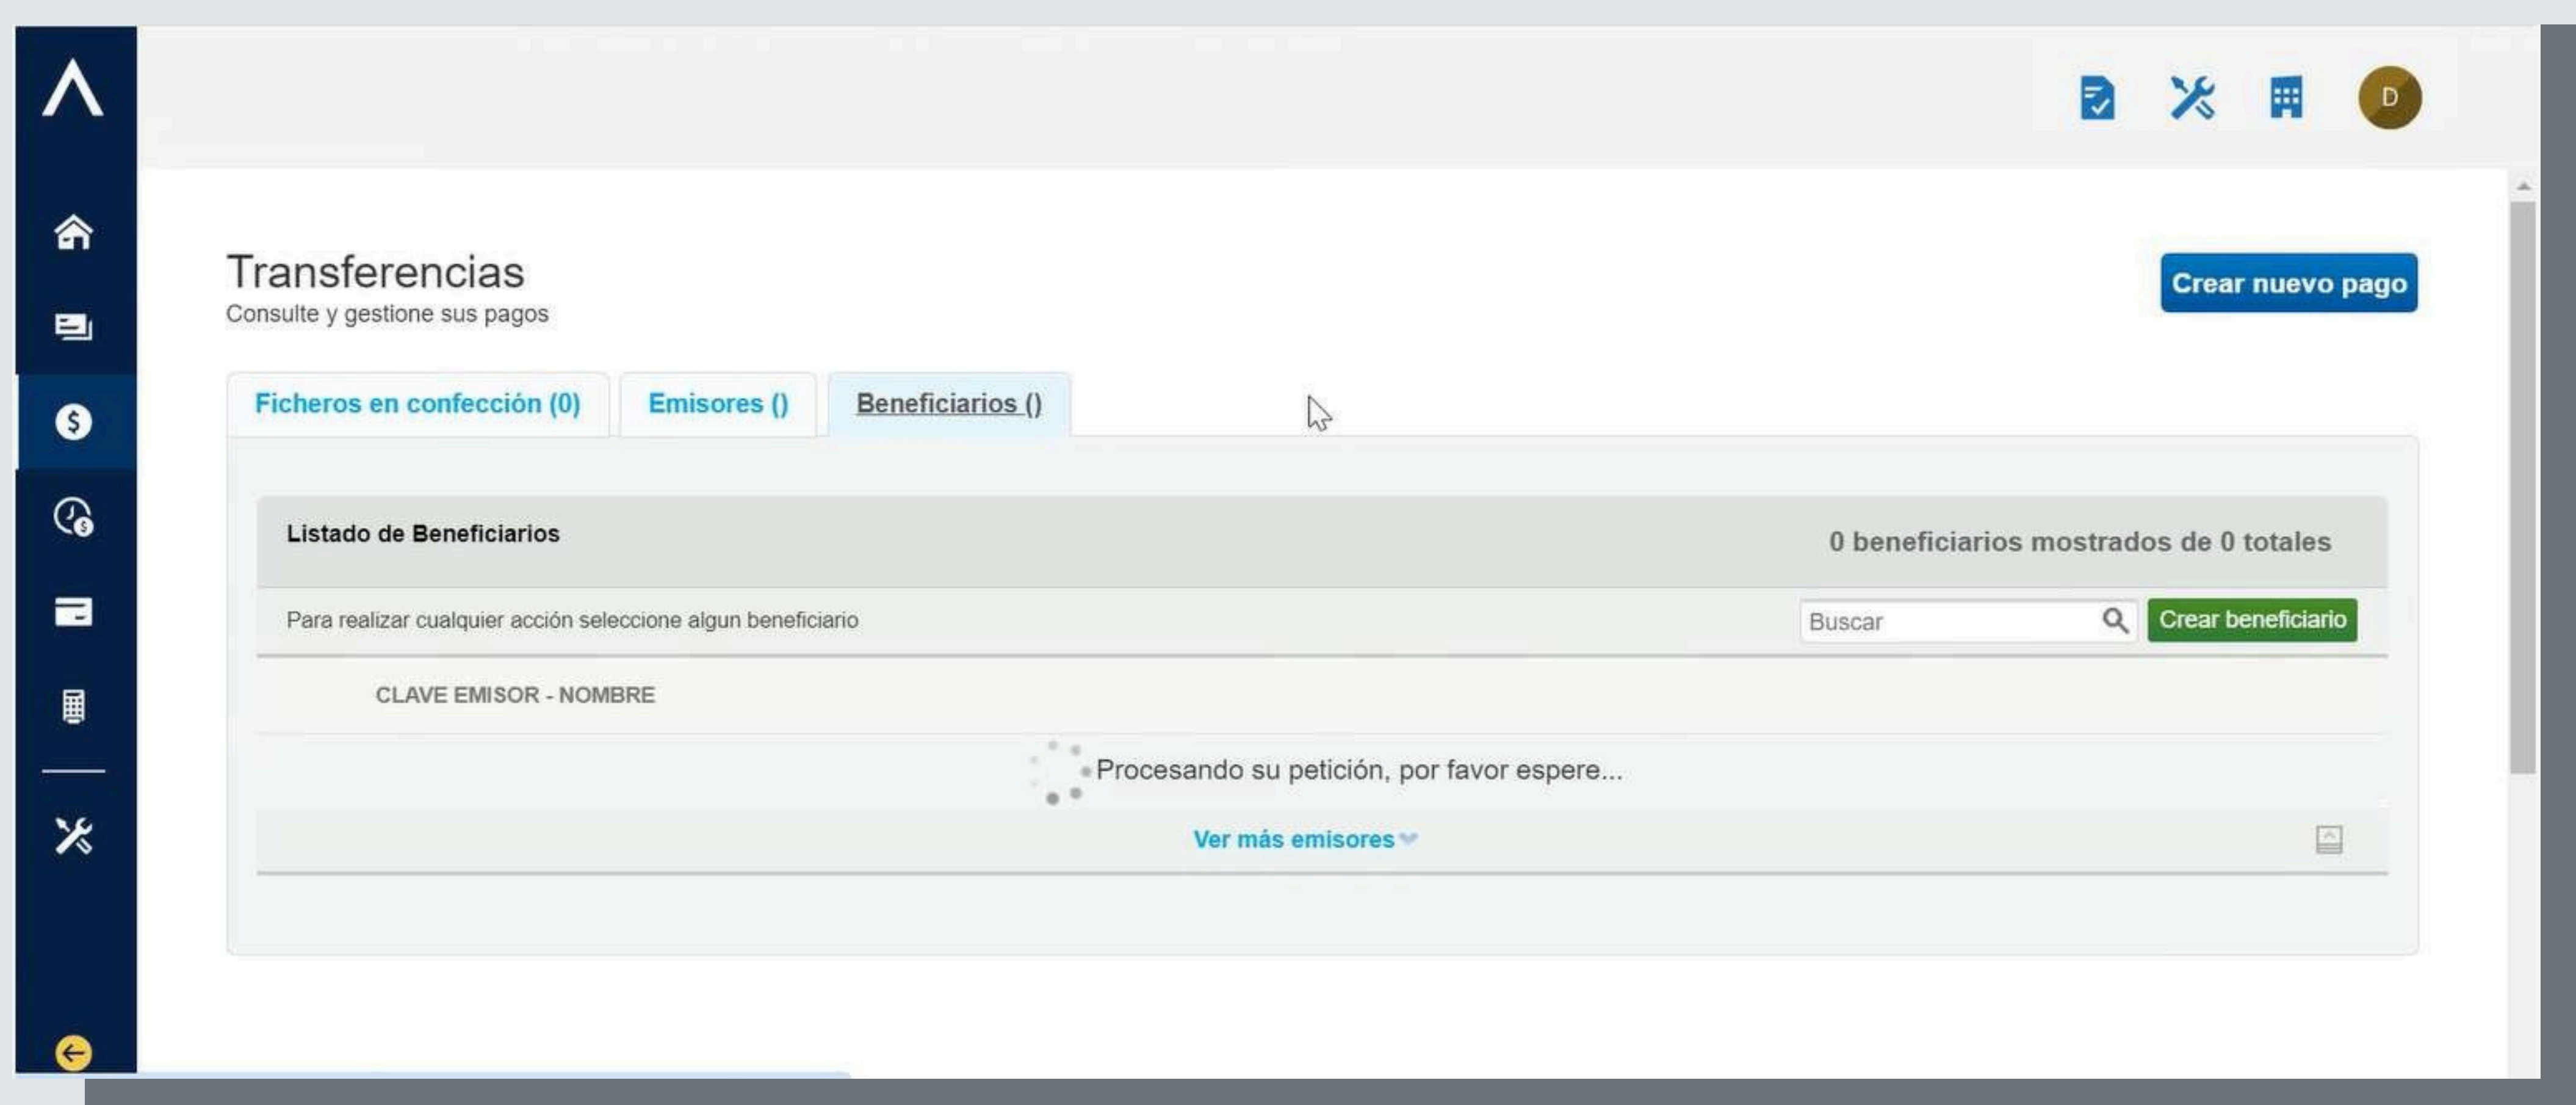 D
Transferencias
Crear nuevo pago
Consulte y gestione sus pagos
Ficheros en confección (0)
Emisores ()
Beneficiarios ()
Listado de Beneficiarios
0 beneficiarios mostrados de 0 totales
Para realizar cualquier acción seleccione algun beneficiario
Buscar
Crear beneficiario
CLAVE EMISOR - NOMBRE
Procesando su petición, por favor espere...
Ver más emisores